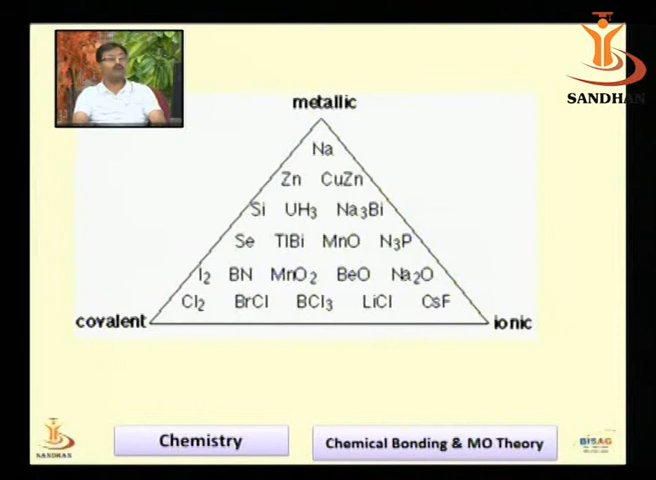 SANDHAN
metallic
Na
Zn CuZn
Si UH3 Na3Bi
Se TlBi MnO N3P
I2 BN MnO2 BeO Na2O
Cl2 BrCl BCl3 LiCl CsF
covalent ionic
Chemistry
Chemical Bonding & MO Theory
SANDHAN
BISAG